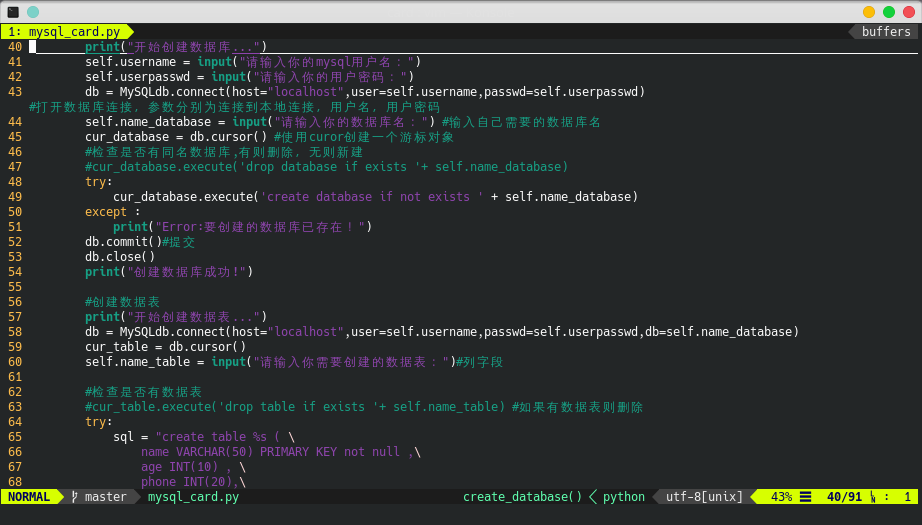 1: mysql_card.py buffers
40 print("开始创建数据库...")
41 self.username = input("请输入你的mysql用户名：")
42 self.userpasswd = input("请输入你的用户密码：")
43 db = MySQLdb.connect(host="localhost",user=self.username,passwd=self.userpasswd)
#打开数据库连接, 参数分别为连接到本地连接, 用户名, 用户密码
44 self.name_database = input("请输入你的数据库名：") #输入自己需要的数据库名
45 cur_database = db.cursor() #使用curor创建一个游标对象
46 #检查是否有同名数据库,有则删除, 无则新建
47 #cur_database.execute('drop database if exists '+ self.name_database)
48 try:
49 cur_database.execute('create database if not exists ' + self.name_database)
50 except :
51 print("Error:要创建的数据库已存在！")
52 db.commit()#提交
53 db.close()
54 print("创建数据库成功!")
55
56 #创建数据表
57 print("开始创建数据表...")
58 db = MySQLdb.connect(host="localhost",user=self.username,passwd=self.userpasswd,db=self.name_database)
59 cur_table = db.cursor()
60 self.name_table = input("请输入你需要创建的数据表：")#列字段
61
62 #检查是否有数据表
63 #cur_table.execute('drop table if exists '+ self.name_table) #如果有数据表则删除
64 try:
65 sql = "create table %s ( \
66 name VARCHAR(50) PRIMARY KEY not null ,\
67 age INT(10) , \
68 phone INT(20),\
NORMAL master mysql_card.py create_database() python utf-8[unix] 43% ☰ 40/91 ㏑ : 1